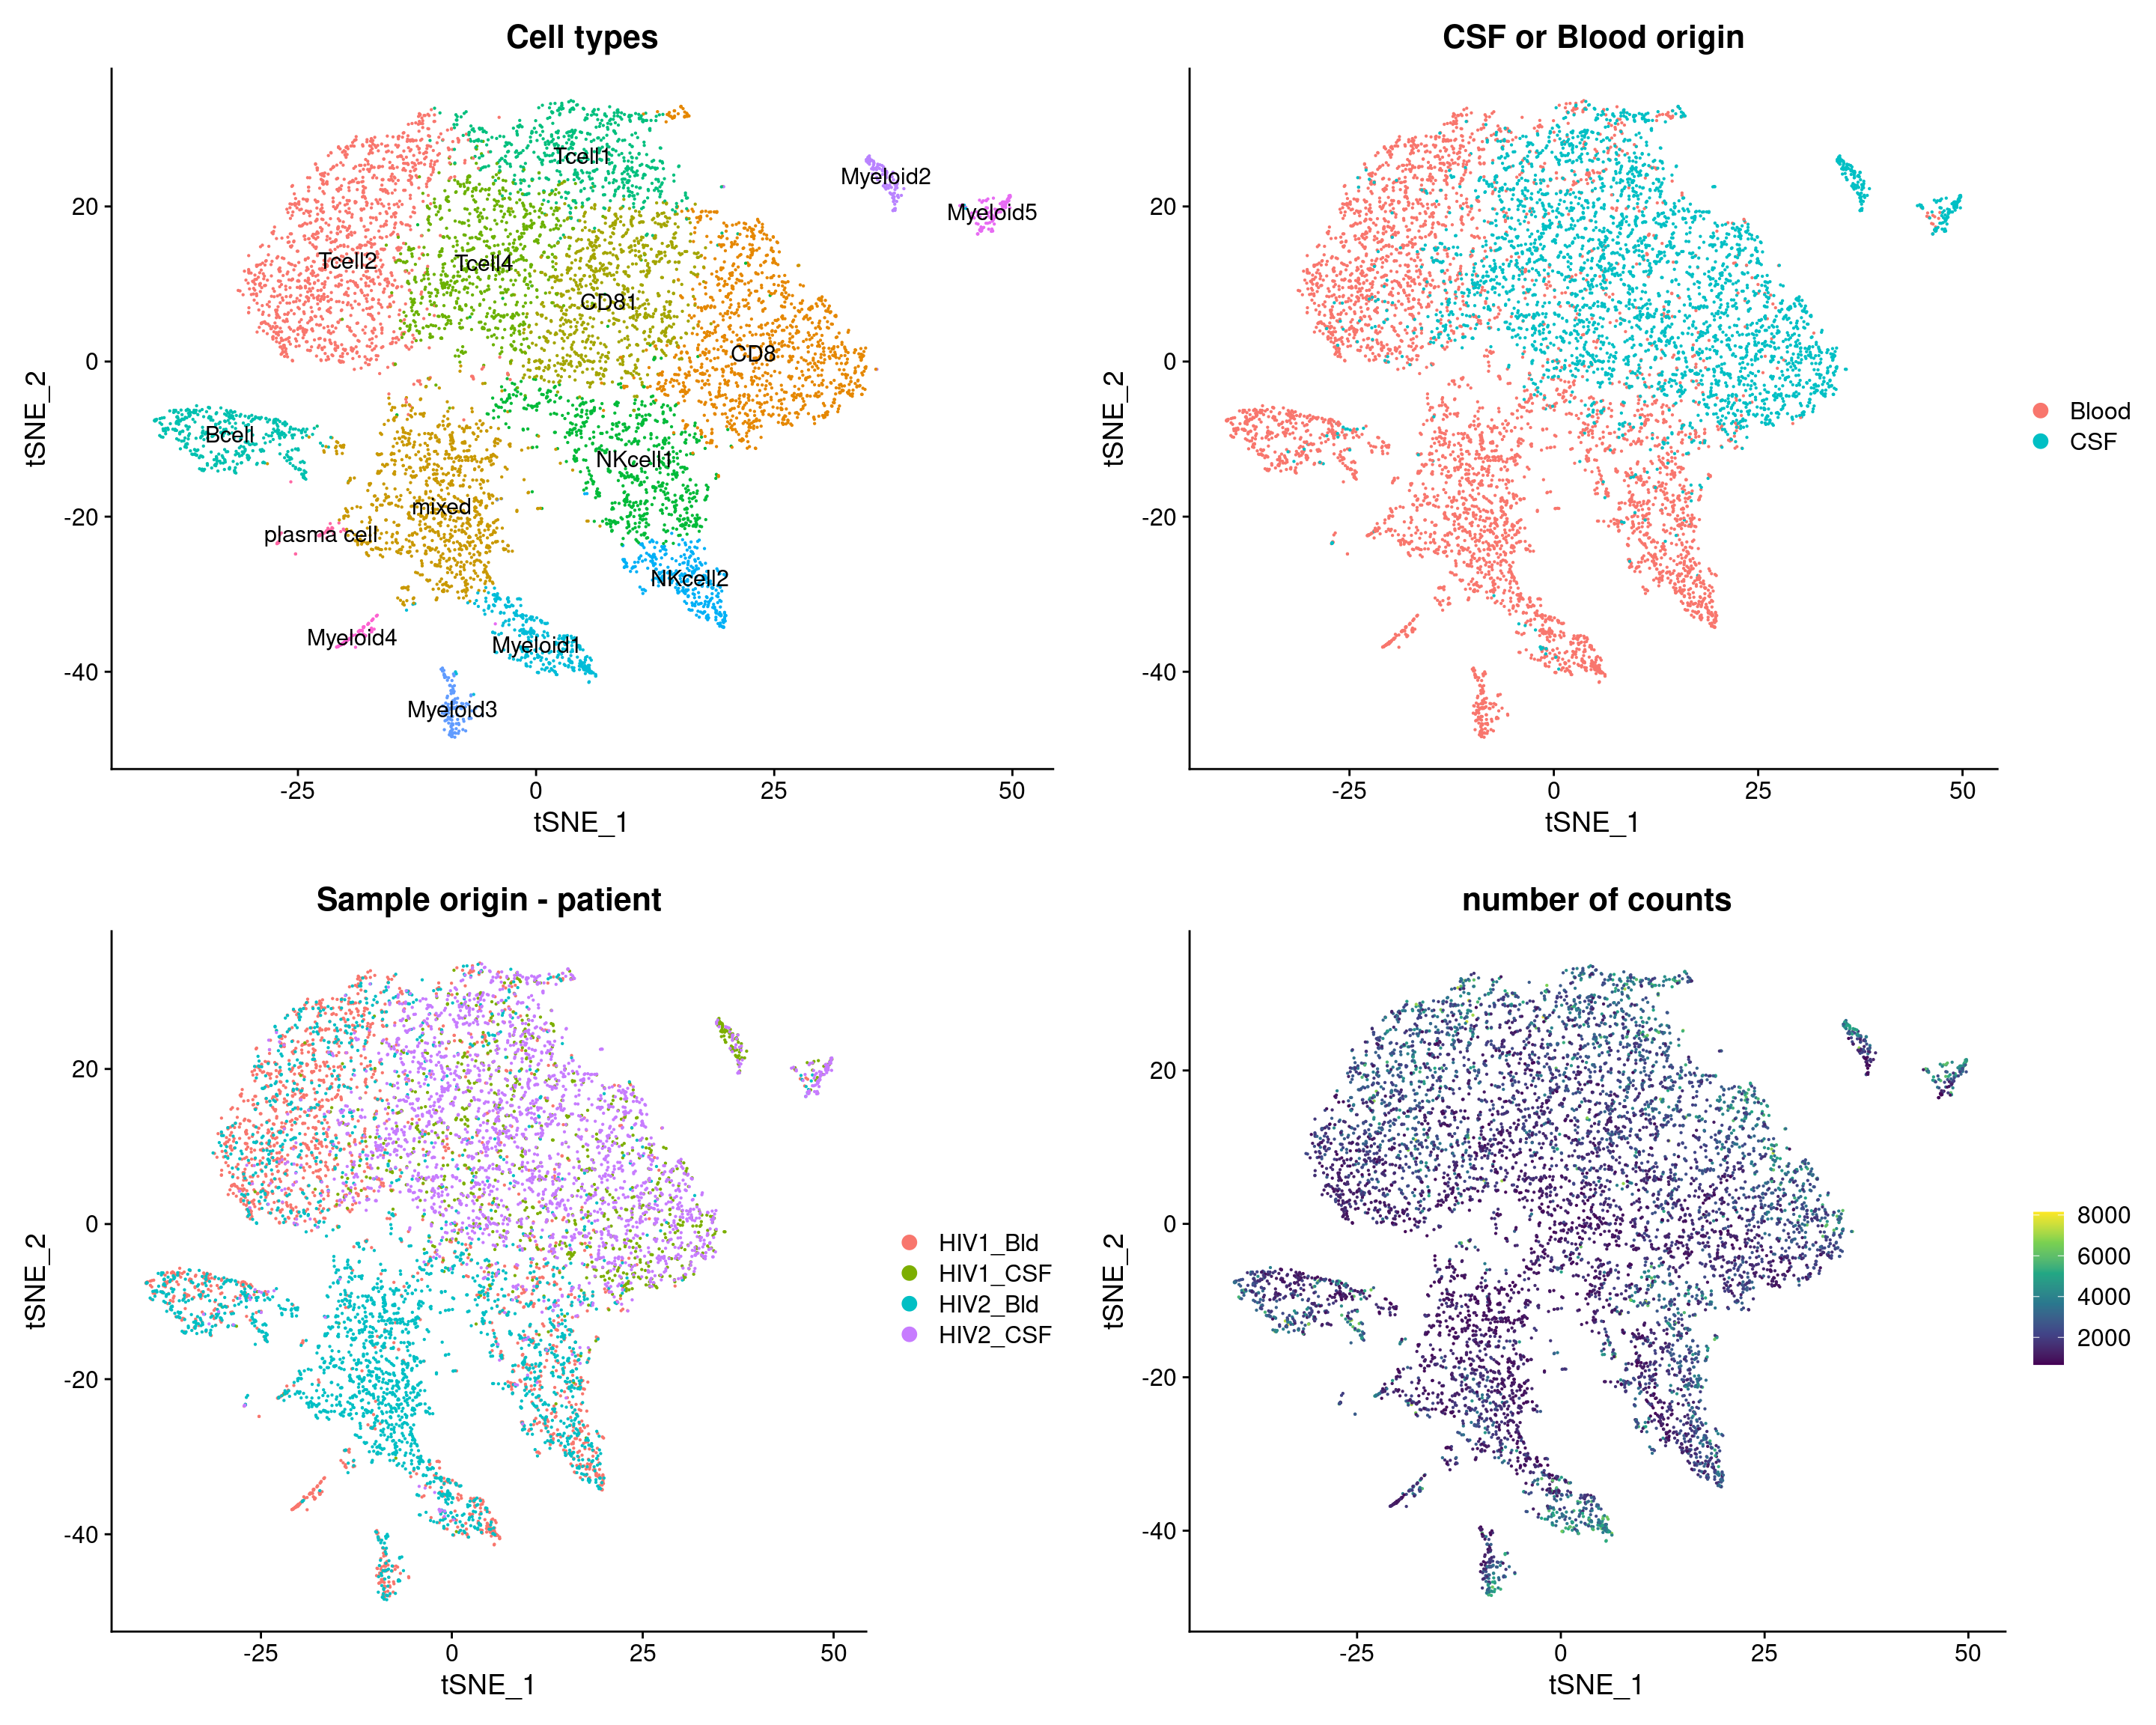 Cell types
tSNE_2
20
0
-20
-40
-25
0
25
50
tSNE_1
Tcell1
Tcell2
Tcell4
CD81
CD8
Myeloid2
Myeloid5
Bcell
NKcell1
mixed
plasma cell
NKcell2
Myeloid4
Myeloid1
Myeloid3
CSF or Blood origin
tSNE_2
20
0
-20
-40
-25
0
25
50
tSNE_1
Blood
CSF
Sample origin - patient
tSNE_2
20
0
-20
-40
-25
0
25
50
tSNE_1
HIV1_Bld
HIV1_CSF
HIV2_Bld
HIV2_CSF
number of counts
tSNE_2
20
0
-20
-40
-25
0
25
50
tSNE_1
8000
6000
4000
2000